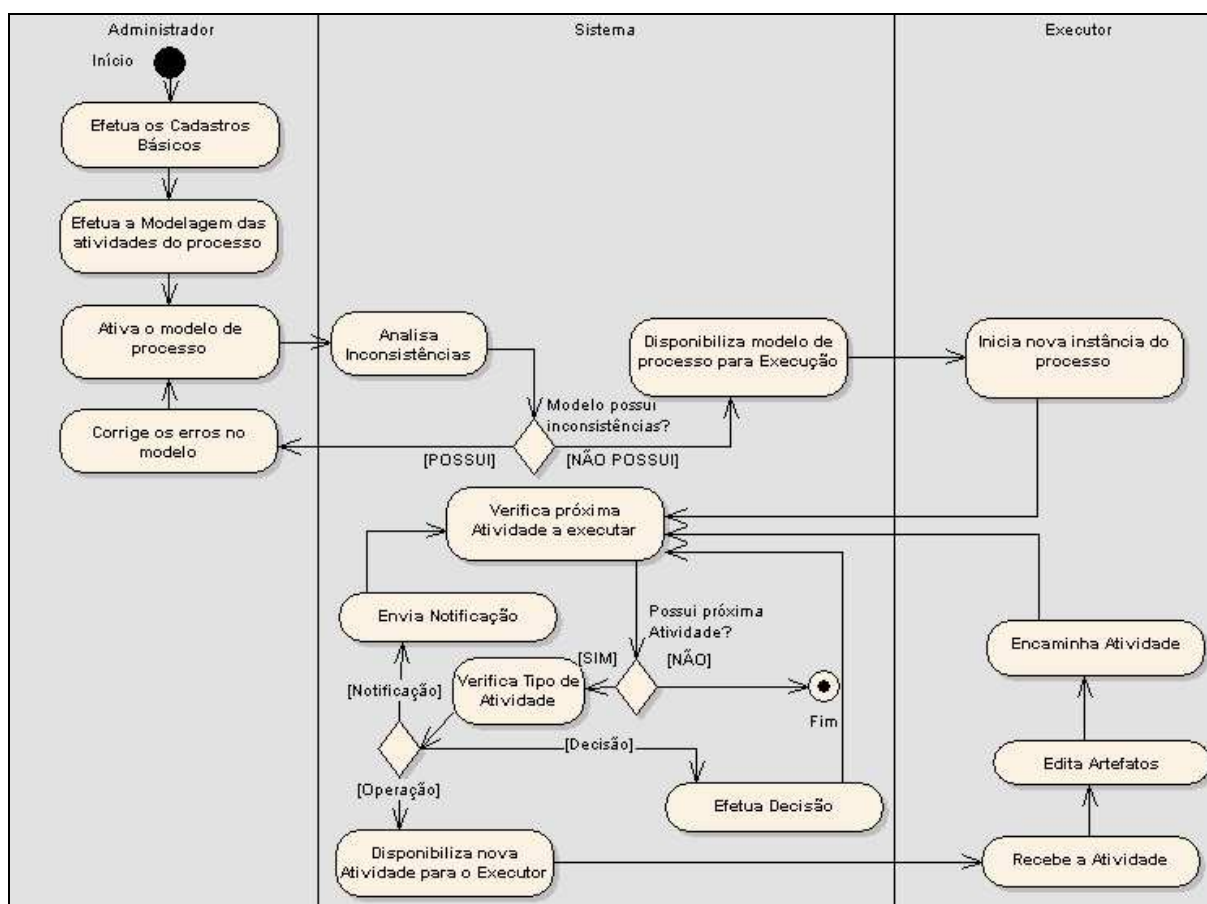 Administrador
Sistema
Executor
Início
Efetua os Cadastros
Básicos
Efetua a Modelagem das
atividades do processo
Ativa o modelo de
processo
Analisa
Inconsistências
Disponibiliza modelo de
processo para Execução
Inicia nova instância do
processo
Corrige os erros no
modelo
Modelo possui
inconsistências?
[POSSUI]
[NÃO POSSUI]
Verifica próxima
Atividade a executar
Envia Notificação
Possui próxima
Atividade?
[SIM]
[NÃO]
Encaminha Atividade
[Notificação]
Verifica Tipo de
Atividade
Fim
[Decisão]
Edita Artefatos
[Operação]
Efetua Decisão
Disponibiliza nova
Atividade para o Executor
Recebe a Atividade